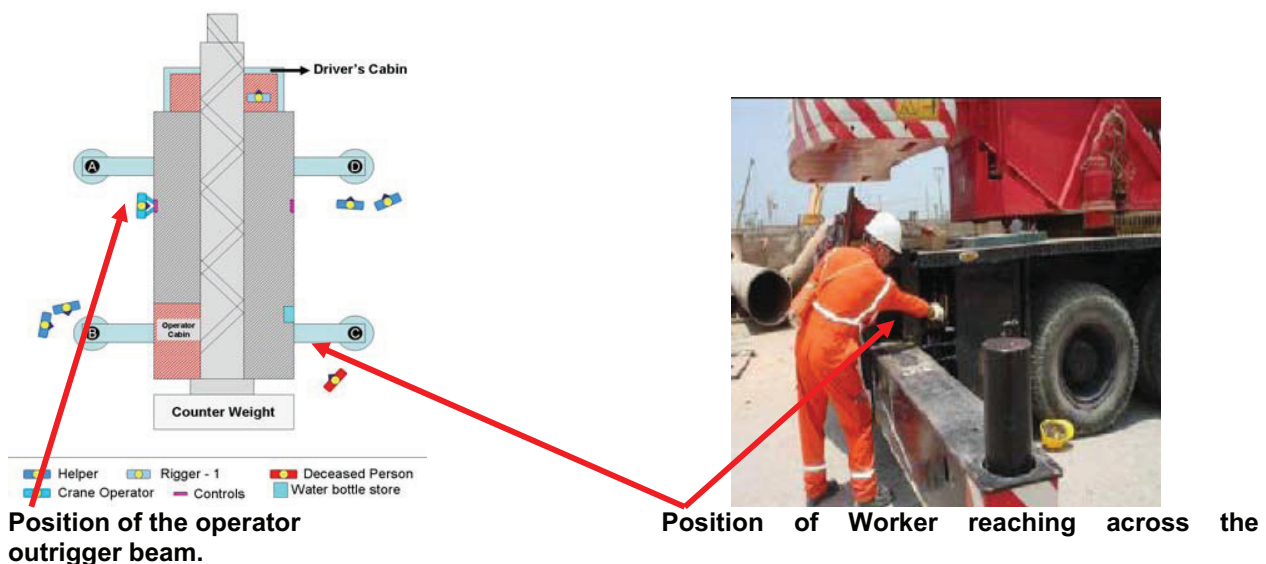 Driver's Cabin
A
D
B
Operator
Cabin
C
Counter Weight
Helper
Rigger - 1
Deceased Person
Crane Operator
Controls
Water bottle store
Position of the operator
outrigger beam.
Position of Worker reaching across the